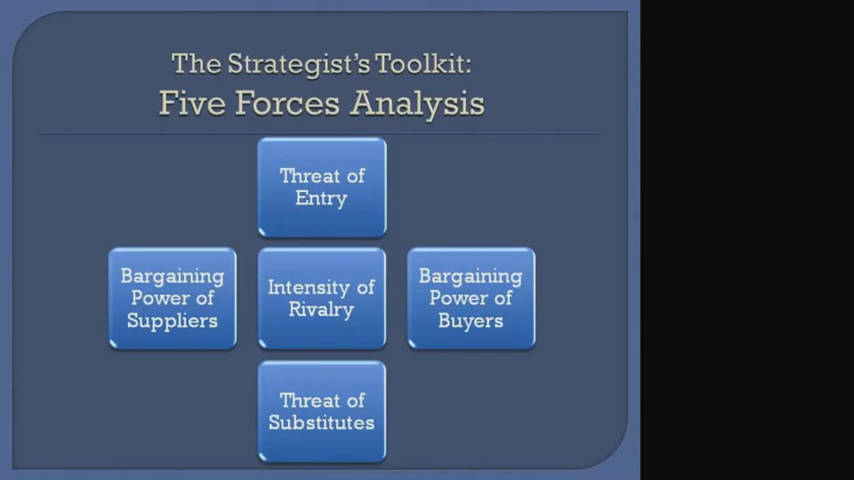 The Strategist's Toolkit:
Five Forces Analysis
Threat of
Entry
Bargaining
Power of
Suppliers
Intensity of
Rivalry
Bargaining
Power of
Buyers
Threat of
Substitutes